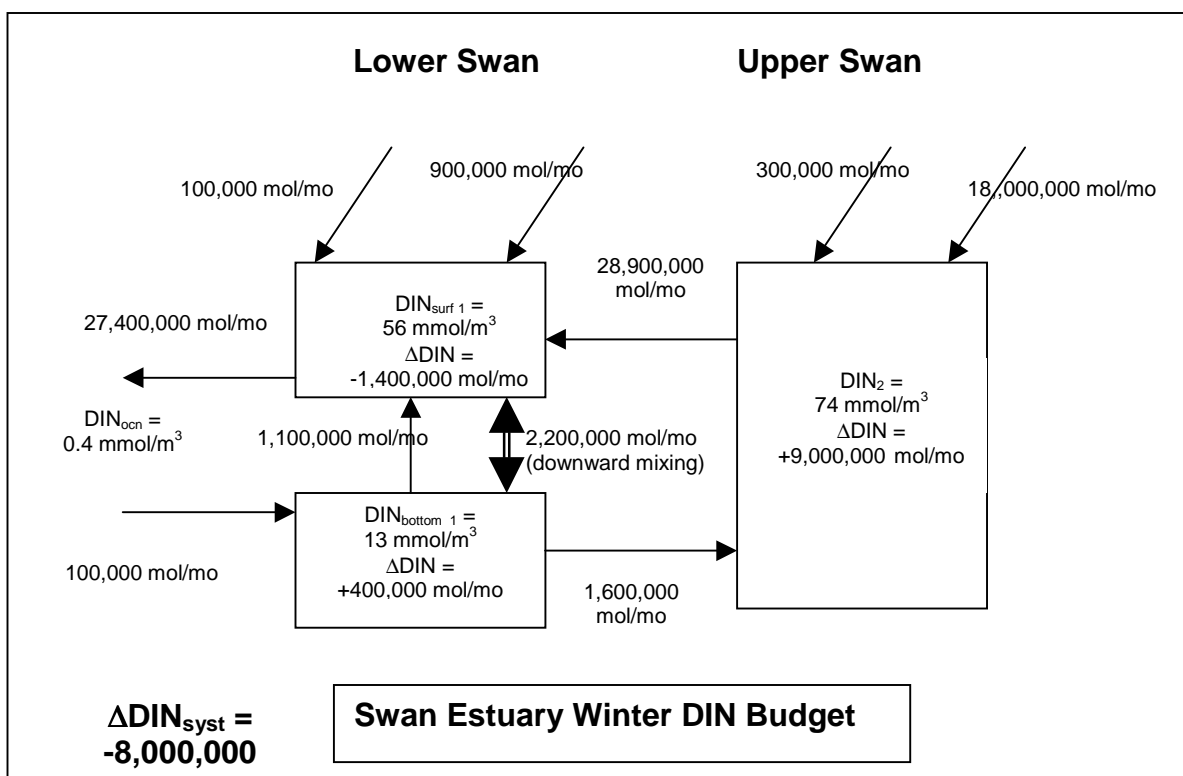 Lower Swan
Upper Swan
100,000 mol/mo
900,000 mol/mo
300,000 mol/mo
18,,000,000 mol/mo
27,400,000 mol/mo
DINsurf 1 =
56 mmol/m³
ΔDIN =
-1,400,000 mol/mo
28,900,000
mol/mo
DIN2 =
74 mmol/m³
ΔDIN =
+9,000,000 mol/mo
DINocn =
0.4 mmol/m³
1,100,000 mol/mo
2,200,000 mol/mo
(downward mixing)
DINbottom 1 =
13 mmol/m³
ΔDIN =
+400,000 mol/mo
100,000 mol/mo
1,600,000
mol/mo
ΔDINsyst =
-8,000,000
Swan Estuary Winter DIN Budget